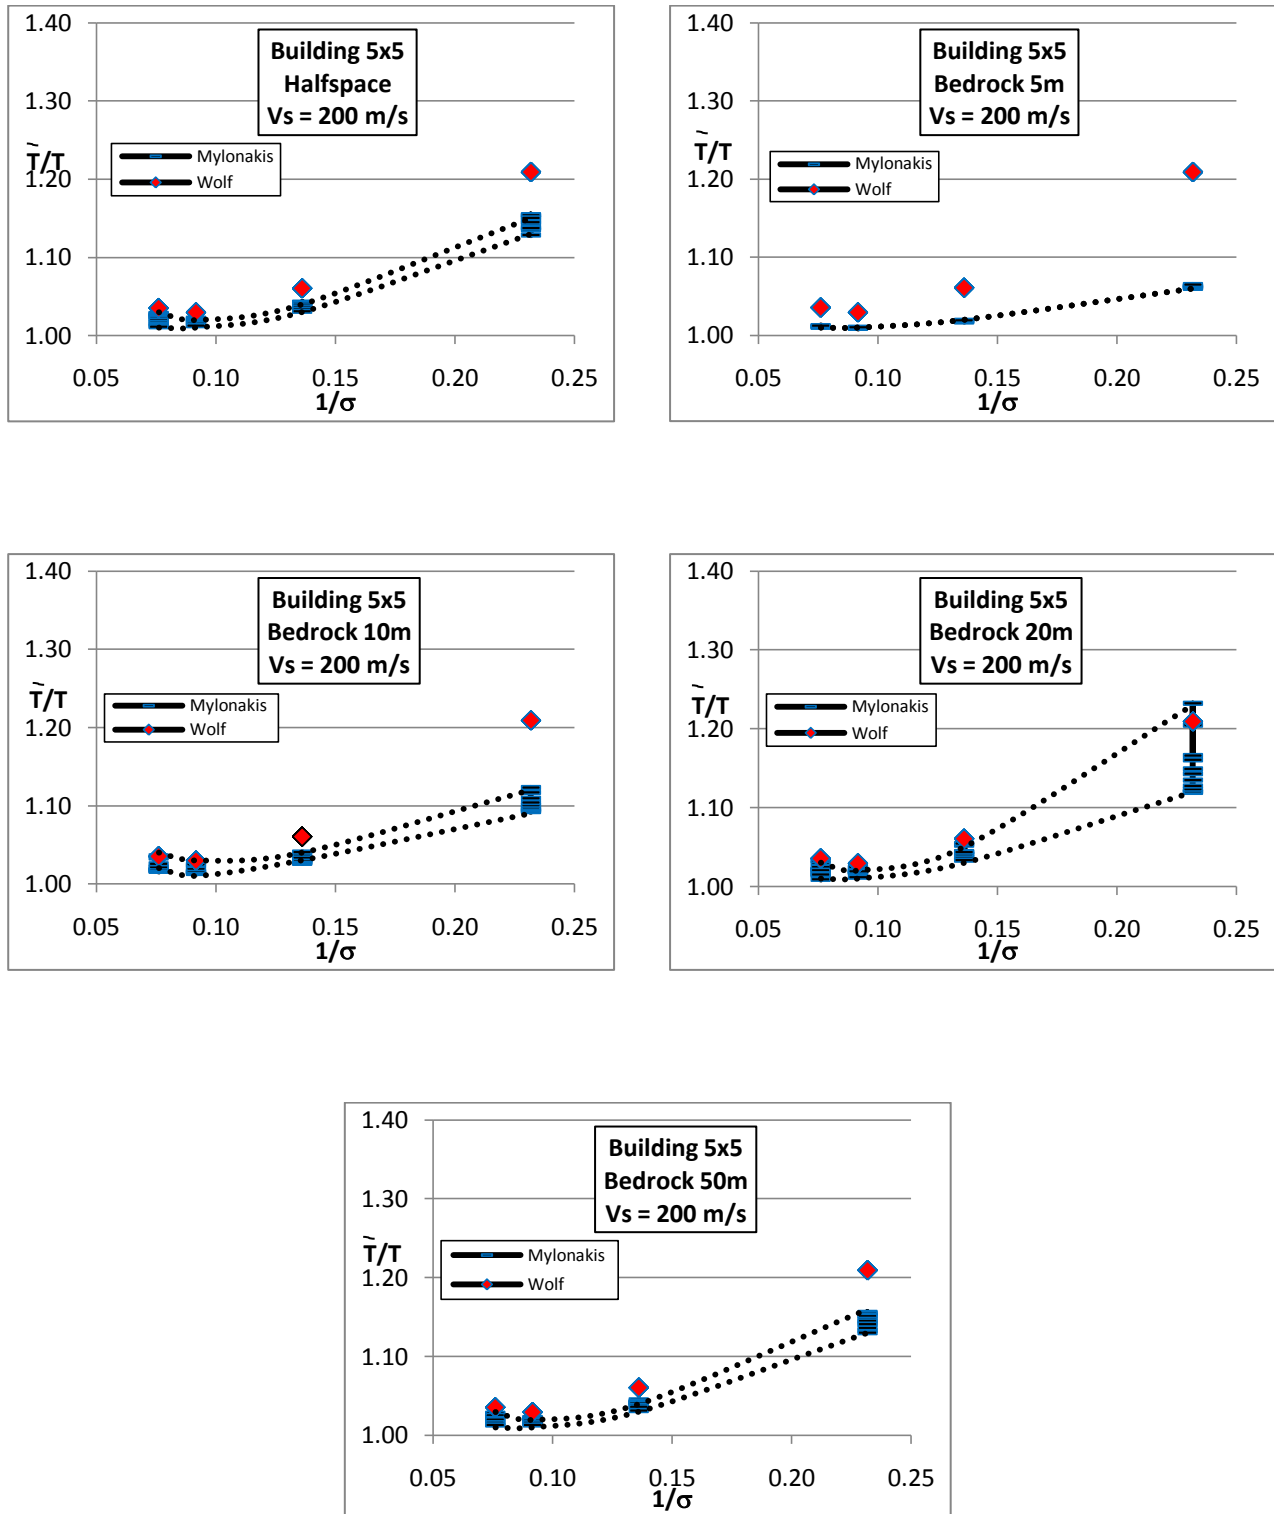 1.40
1.30
1.20
1.10
1.00
T̃/T
Building 5x5
Halfspace
Vs = 200 m/s
Mylonakis
Wolf
0.05 0.10 0.15 0.20 0.25
1/σ
1.40
1.30
1.20
1.10
1.00
T̃/T
Building 5x5
Bedrock 5m
Vs = 200 m/s
Mylonakis
Wolf
0.05 0.10 0.15 0.20 0.25
1/σ
1.40
1.30
1.20
1.10
1.00
T̃/T
Building 5x5
Bedrock 10m
Vs = 200 m/s
Mylonakis
Wolf
0.05 0.10 0.15 0.20 0.25
1/σ
1.40
1.30
1.20
1.10
1.00
T̃/T
Building 5x5
Bedrock 20m
Vs = 200 m/s
Mylonakis
Wolf
0.05 0.10 0.15 0.20 0.25
1/σ
1.40
1.30
1.20
1.10
1.00
T̃/T
Building 5x5
Bedrock 50m
Vs = 200 m/s
Mylonakis
Wolf
0.05 0.10 0.15 0.20 0.25
1/σ